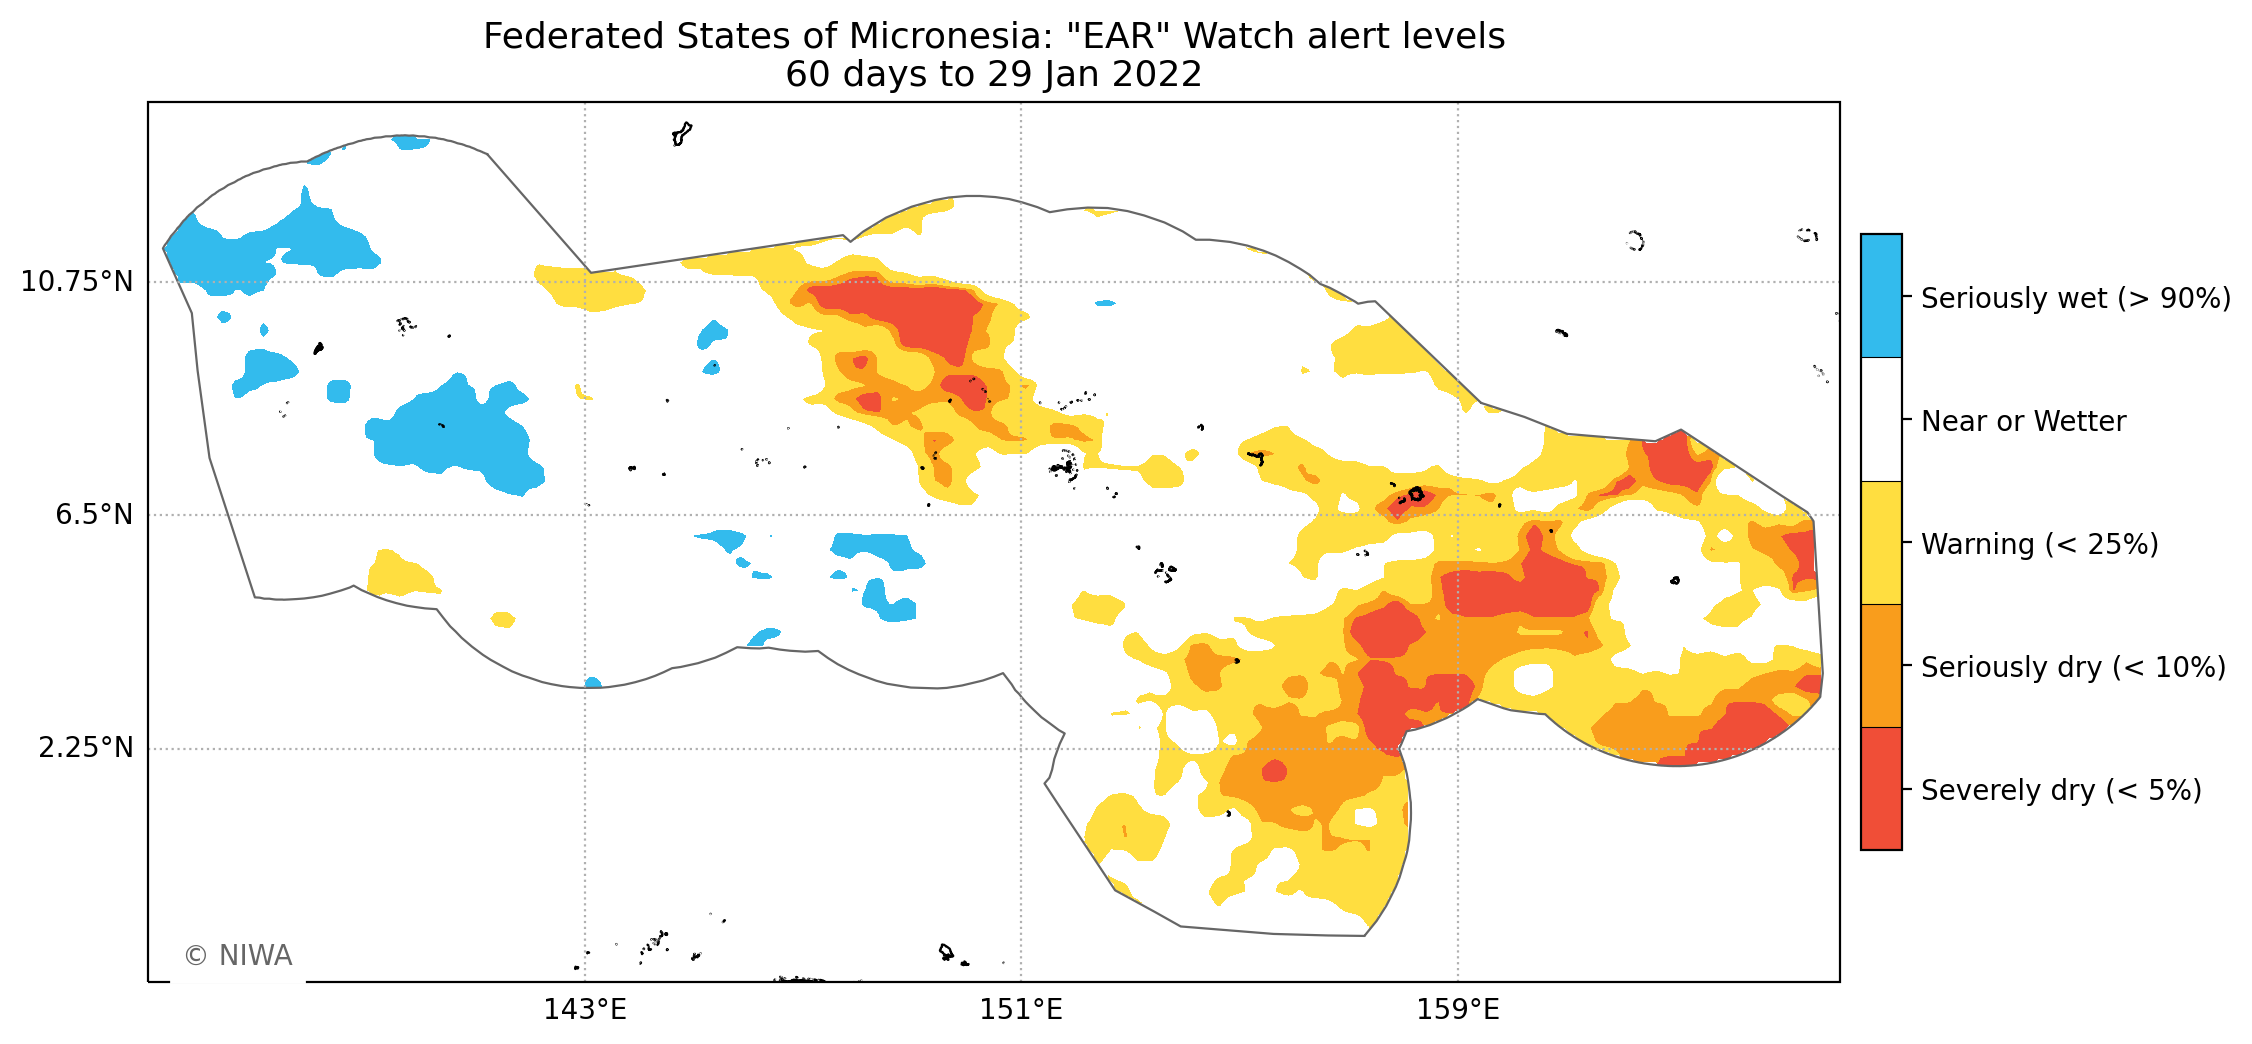 Federated States of Micronesia: "EAR" Watch alert levels
60 days to 29 Jan 2022
10.75°N
6.5°N
2.25°N
143°E
151°E
159°E
Seriously wet (> 90%)
Near or Wetter
Warning (< 25%)
Seriously dry (< 10%)
Severely dry (< 5%)
© NIWA